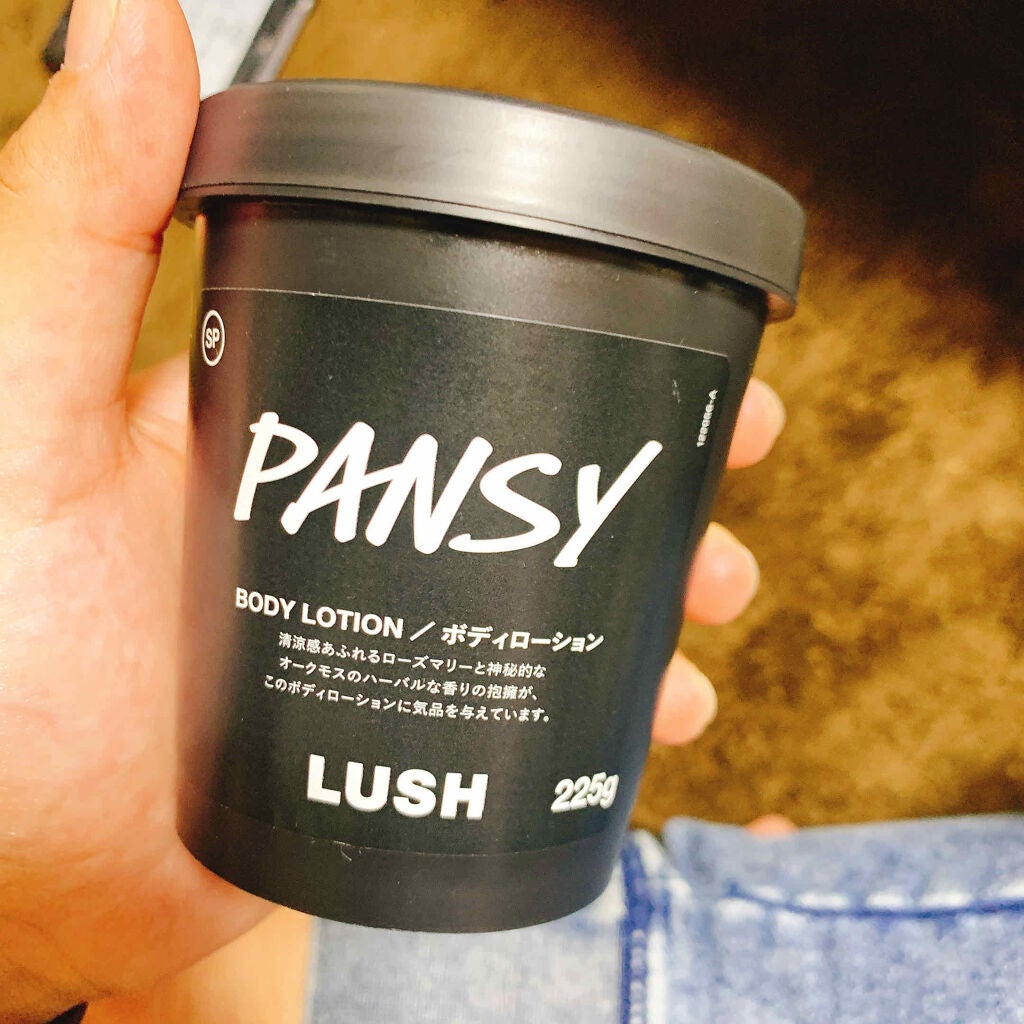 SP
PANSY
BODY LOTION / ボディローション
清涼感あふれるローズマリーと神秘的な
オークモスのハーバルな香りの抱擁が、
このボディローションに気品を与えています。
LUSH
225g